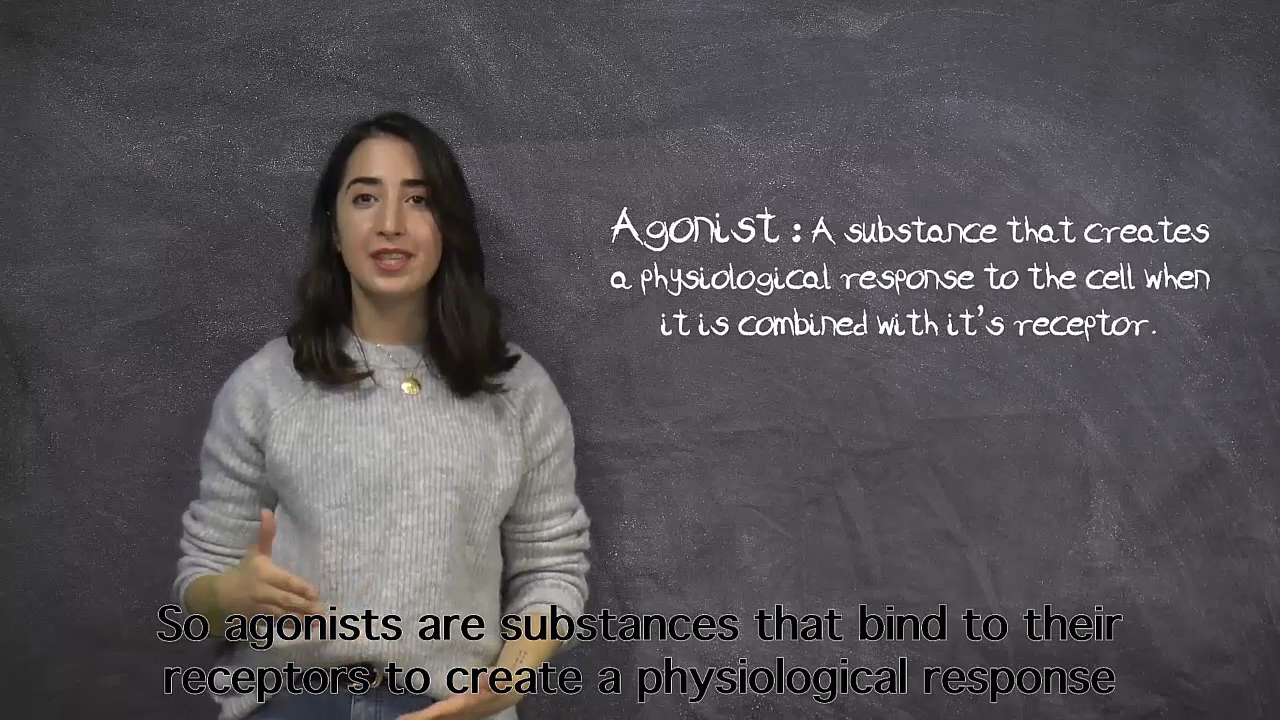 Agonist : A substance that creates
a physiological response to the cell when
it is combined with it's receptor.
So agonists are substances that bind to their
receptors to create a physiological response